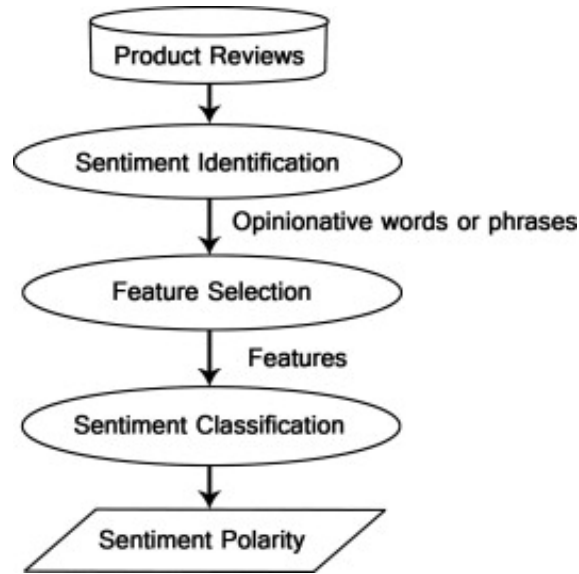 Product Reviews
Sentiment Identification
Opinionative words or phrases
Feature Selection
Features
Sentiment Classification
Sentiment Polarity